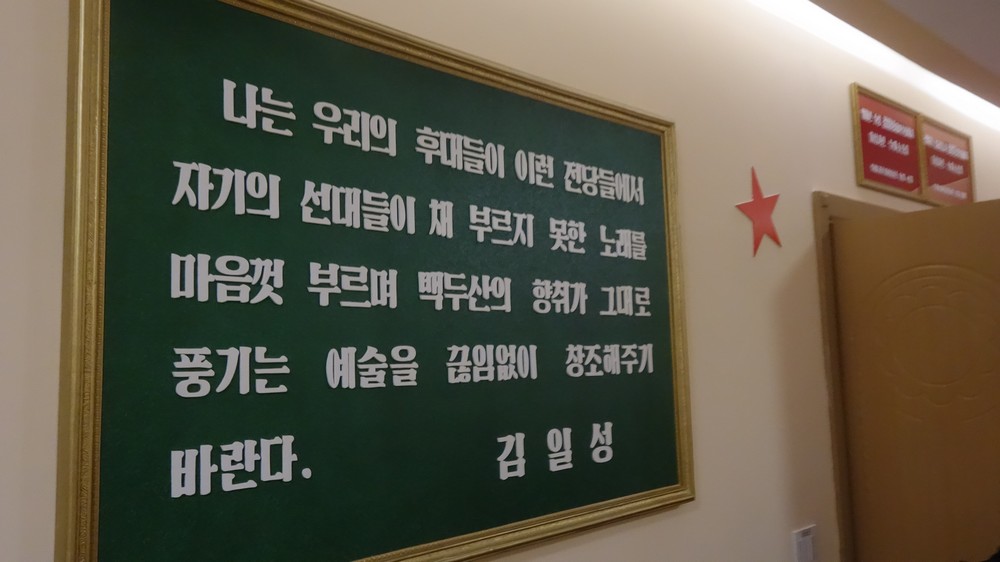 나는 우리의 후대들이 이런 전당들에서
자기의 선대들이 채 부르지 못한 노래를
마음껏 부르며 백두산의 향취가 그대로
풍기는 예술을 끊임없이 창조해주기
바란다.
김일성